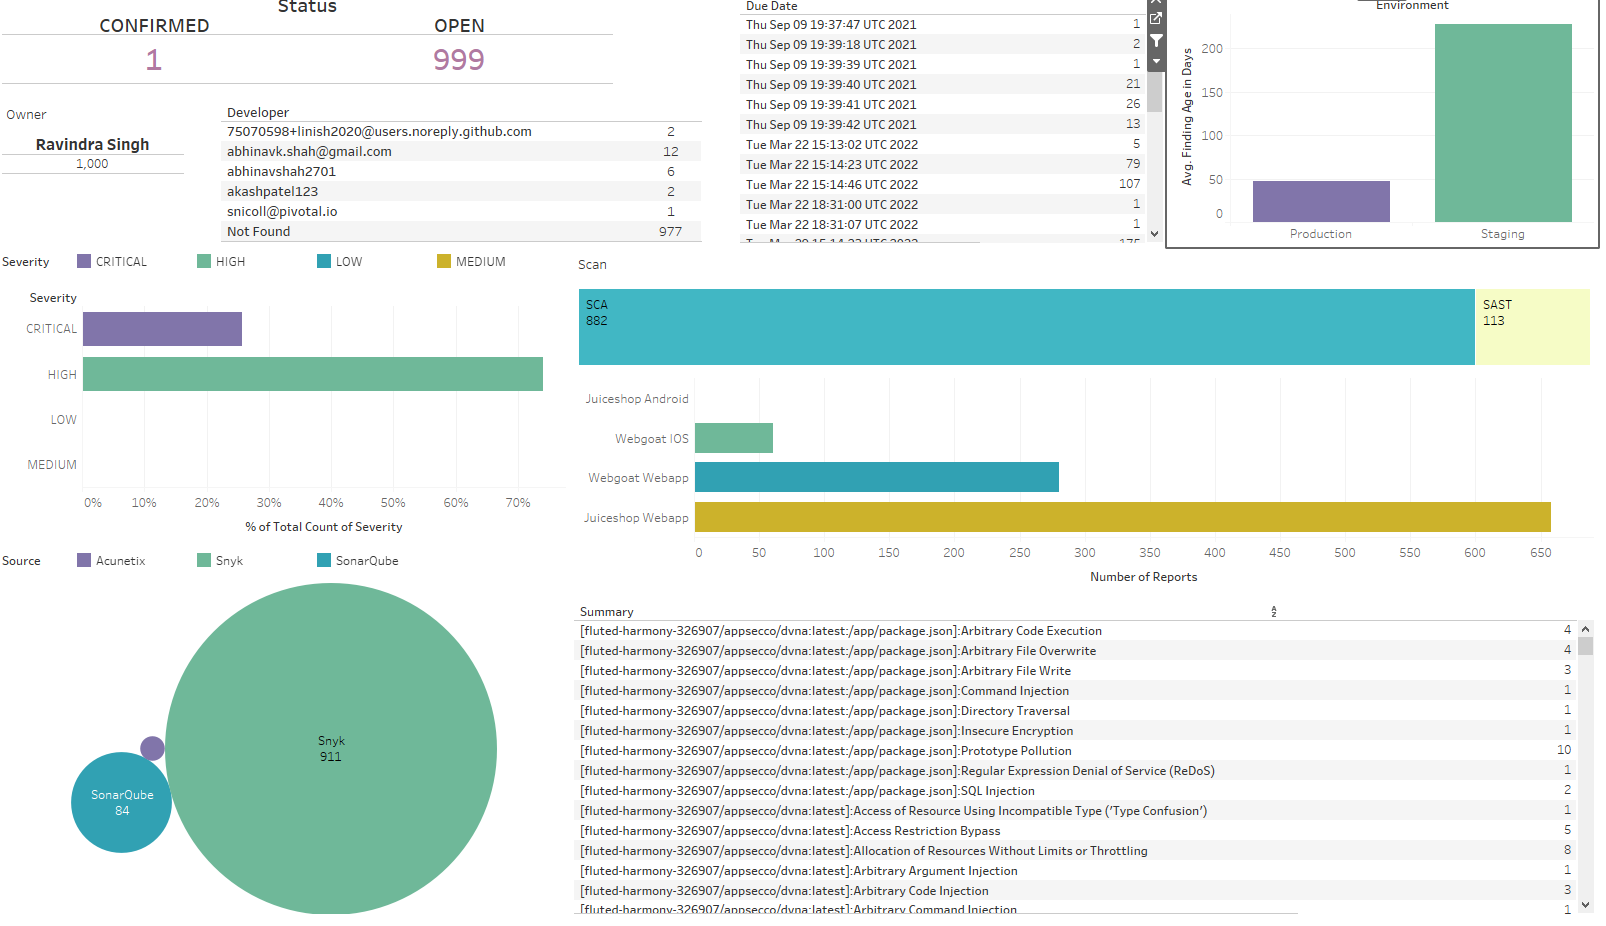 Status
CONFIRMED OPEN
1 999
Owner
Ravindra Singh
1,000
Developer
75070598+linish2020@users.noreply.github.com 2
abhinavk.shah@gmail.com 12
abhinavshah2701 6
akashpatel123 2
snicoll@pivotal.io 1
Not Found 977
Due Date
Thu Sep 09 19:37:47 UTC 2021 1
Thu Sep 09 19:39:18 UTC 2021 2
Thu Sep 09 19:39:39 UTC 2021 1
Thu Sep 09 19:39:40 UTC 2021 21
Thu Sep 09 19:39:41 UTC 2021 26
Thu Sep 09 19:39:42 UTC 2021 13
Tue Mar 22 15:13:02 UTC 2022 5
Tue Mar 22 15:14:23 UTC 2022 79
Tue Mar 22 15:14:46 UTC 2022 107
Tue Mar 22 18:31:00 UTC 2022 1
Tue Mar 22 18:31:07 UTC 2022 1
Environment
Avg. Finding Age in Days
200
150
100
50
0
Production Staging
Severity CRITICAL HIGH LOW MEDIUM
Severity
CRITICAL
HIGH
LOW
MEDIUM
0% 10% 20% 30% 40% 50% 60% 70%
% of Total Count of Severity
Scan
SCA
882
SAST
113
Juiceshop Android
Webgoat IOS
Webgoat Webapp
Juiceshop Webapp
0 50 100 150 200 250 300 350 400 450 500 550 600 650
Number of Reports
Source Acunetix Snyk SonarQube
Snyk
911
SonarQube
84
Summary
[fluted-harmony-326907/appsecco/dvna:latest:/app/package.json]:Arbitrary Code Execution 4
[fluted-harmony-326907/appsecco/dvna:latest:/app/package.json]:Arbitrary File Overwrite 4
[fluted-harmony-326907/appsecco/dvna:latest:/app/package.json]:Arbitrary File Write 3
[fluted-harmony-326907/appsecco/dvna:latest:/app/package.json]:Command Injection 1
[fluted-harmony-326907/appsecco/dvna:latest:/app/package.json]:Directory Traversal 1
[fluted-harmony-326907/appsecco/dvna:latest:/app/package.json]:Insecure Encryption 1
[fluted-harmony-326907/appsecco/dvna:latest:/app/package.json]:Prototype Pollution 10
[fluted-harmony-326907/appsecco/dvna:latest:/app/package.json]:Regular Expression Denial of Service (ReDoS) 1
[fluted-harmony-326907/appsecco/dvna:latest:/app/package.json]:SQL Injection 2
[fluted-harmony-326907/appsecco/dvna:latest]:Access of Resource Using Incompatible Type ('Type Confusion') 1
[fluted-harmony-326907/appsecco/dvna:latest]:Access Restriction Bypass 5
[fluted-harmony-326907/appsecco/dvna:latest]:Allocation of Resources Without Limits or Throttling 8
[fluted-harmony-326907/appsecco/dvna:latest]:Arbitrary Argument Injection 1
[fluted-harmony-326907/appsecco/dvna:latest]:Arbitrary Code Injection 3
[fluted-harmony-326907/appsecco/dvna:latest]:Arbitrary Command Injection 1